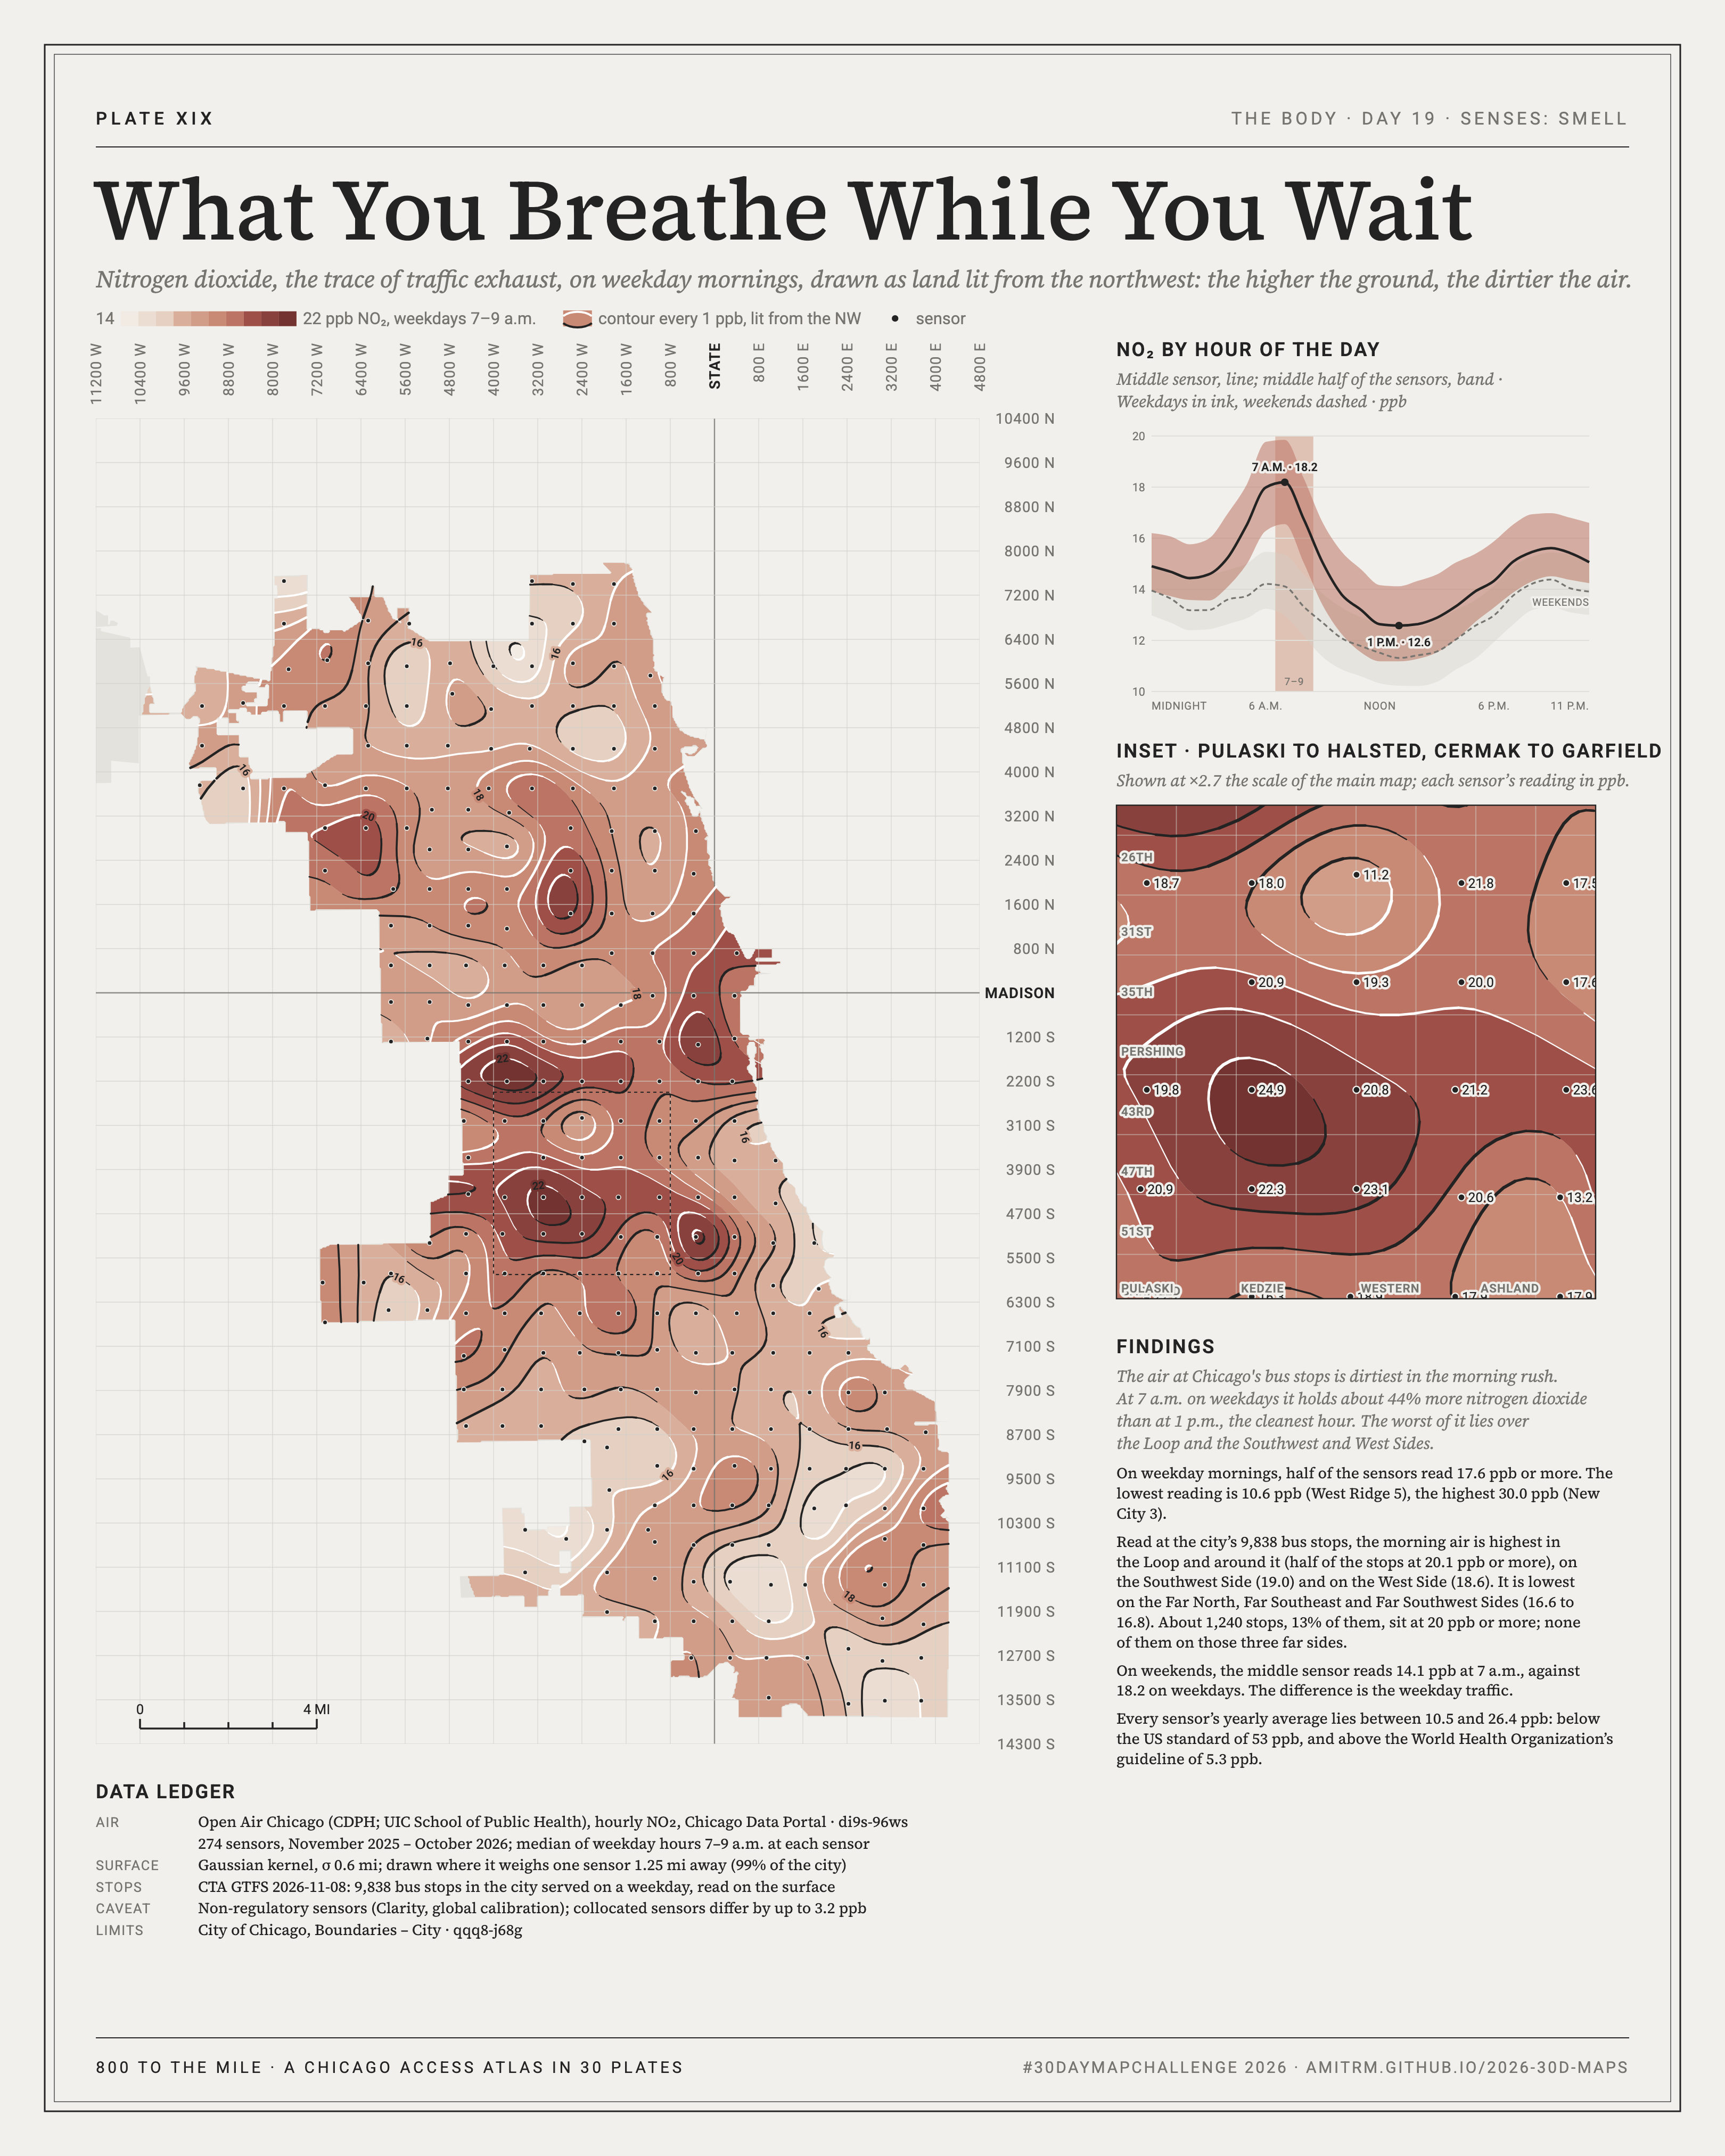 PLATE XIX
THE BODY · DAY 19 · SENSES: SMELL
What You Breathe While You Wait
Nitrogen dioxide, the trace of traffic exhaust, on weekday mornings, drawn as land lit from the northwest: the higher the ground, the dirtier the air.
14
22 ppb NO₂, weekdays 7–9 a.m.
contour every 1 ppb, lit from the NW
sensor
11200 W
10400 W
9600 W
8800 W
8000 W
7200 W
6400 W
5600 W
4800 W
4000 W
3200 W
2400 W
1600 W
800 W
STATE
800 E
1600 E
2400 E
3200 E
4000 E
4800 E
10400 N
9600 N
8800 N
8000 N
7200 N
6400 N
5600 N
4800 N
4000 N
3200 N
2400 N
1600 N
800 N
MADISON
1200 S
2200 S
3100 S
3900 S
4700 S
5500 S
6300 S
7100 S
7900 S
8700 S
9500 S
10300 S
11100 S
11900 S
12700 S
13500 S
14300 S
16
16
16
18
20
18
22
16
22
20
16
16
16
16
18
0
4 MI
NO₂ BY HOUR OF THE DAY
Middle sensor, line; middle half of the sensors, band ·
Weekdays in ink, weekends dashed · ppb
20
18
16
14
12
10
7 A.M. · 18.2
1 P.M. · 12.6
WEEKENDS
7–9
MIDNIGHT
6 A.M.
NOON
6 P.M.
11 P.M.
INSET · PULASKI TO HALSTED, CERMAK TO GARFIELD
Shown at ×2.7 the scale of the main map; each sensor's reading in ppb.
26TH
18.7
18.0
11.2
21.8
17.5
31ST
35TH
20.9
19.3
20.0
17.6
PERSHING
19.8
24.9
20.8
21.2
23.6
43RD
47TH
20.9
22.3
23.1
20.6
13.2
51ST
PULASKI
KEDZIE
WESTERN
ASHLAND
17.9
FINDINGS
The air at Chicago's bus stops is dirtiest in the morning rush.
At 7 a.m. on weekdays it holds about 44% more nitrogen dioxide
than at 1 p.m., the cleanest hour. The worst of it lies over
the Loop and the Southwest and West Sides.
On weekday mornings, half of the sensors read 17.6 ppb or more. The
lowest reading is 10.6 ppb (West Ridge 5), the highest 30.0 ppb (New
City 3).
Read at the city's 9,838 bus stops, the morning air is highest in
the Loop and around it (half of the stops at 20.1 ppb or more), on
the Southwest Side (19.0) and on the West Side (18.6). It is lowest
on the Far North, Far Southeast and Far Southwest Sides (16.6 to
16.8). About 1,240 stops, 13% of them, sit at 20 ppb or more; none
of them on those three far sides.
On weekends, the middle sensor reads 14.1 ppb at 7 a.m., against
18.2 on weekdays. The difference is the weekday traffic.
Every sensor's yearly average lies between 10.5 and 26.4 ppb: below
the US standard of 53 ppb, and above the World Health Organization's
guideline of 5.3 ppb.
DATA LEDGER
AIR Open Air Chicago (CDPH; UIC School of Public Health), hourly NO₂, Chicago Data Portal · di9s-96ws
274 sensors, November 2025 – October 2026; median of weekday hours 7–9 a.m. at each sensor
SURFACE Gaussian kernel, σ 0.6 mi; drawn where it weighs one sensor 1.25 mi away (99% of the city)
STOPS CTA GTFS 2026-11-08: 9,838 bus stops in the city served on a weekday, read on the surface
CAVEAT Non-regulatory sensors (Clarity, global calibration); collocated sensors differ by up to 3.2 ppb
LIMITS City of Chicago, Boundaries – City · qqq8-j68g
800 TO THE MILE · A CHICAGO ACCESS ATLAS IN 30 PLATES
#30DAYMAPCHALLENGE 2026 · AMITRM.GITHUB.IO/2026-30D-MAPS